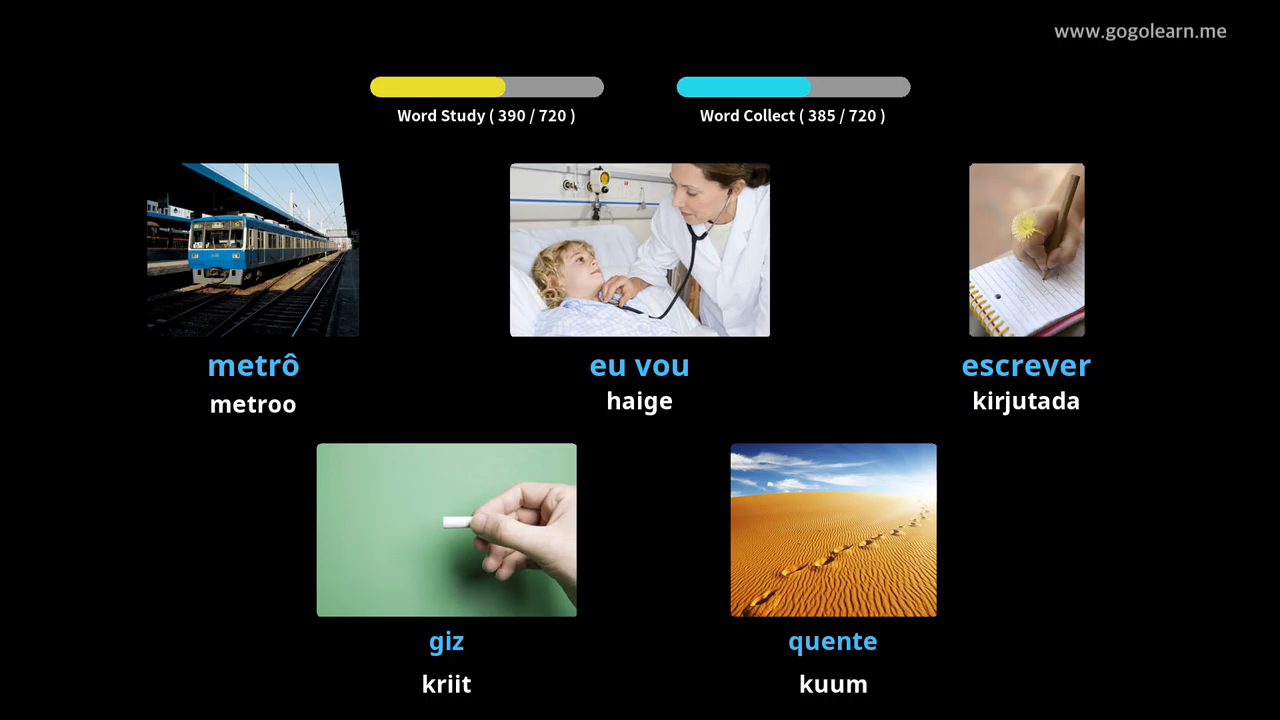 www.gogolearn.me
Word Study ( 390 / 720 )
Word Collect ( 385 / 720 )
metrô
metroo
eu vou
haige
escrever
kirjutada
giz
kriit
quente
kuum